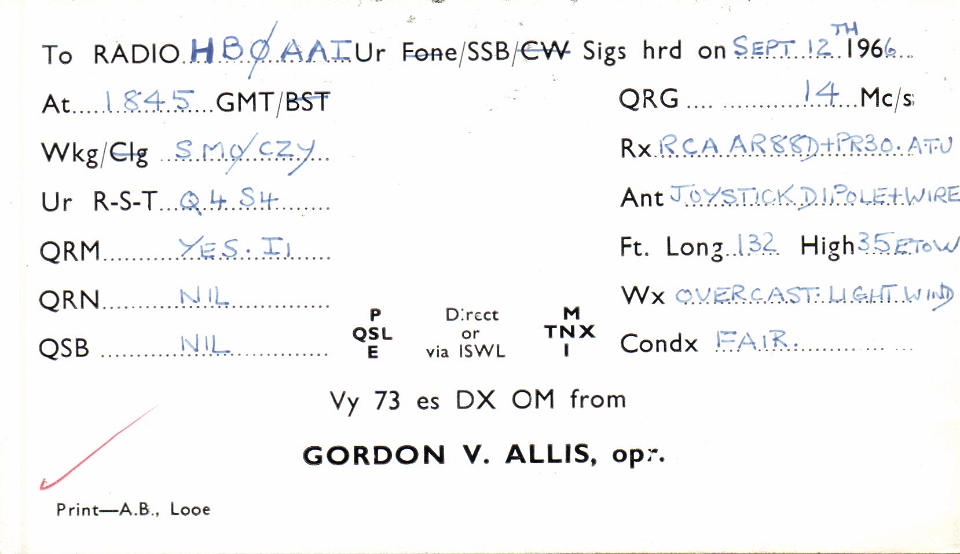 To RADIO HBØAAI Ur Fone/SSB/CW Sigs hrd on SEPT. 12TH 1966
At 1845 GMT/BST QRG 14 Mc/s
Wkg/Clg SMØCZY Rx RCA AR88D+PR30. ATU
Ur R-S-T Q4 S4 Ant JOYSTICK DIPOLE+WIRE
QRM YES. I1 Ft. Long 132 High 35 E TO W
QRN NIL Wx OVERCAST. LIGHT WIND
P Direct M
QSL or TNX
E via ISWL I
QSB NIL Condx FAIR.
Vy 73 es DX OM from
GORDON V. ALLIS, opr.
Print—A.B., Looe